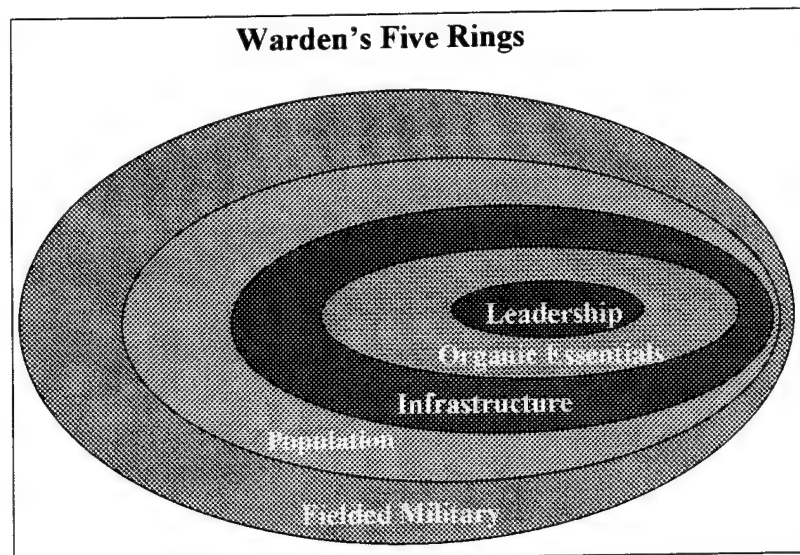 Warden's Five Rings
Leadership
Organic Essentials
Infrastructure
Population
Fielded Military